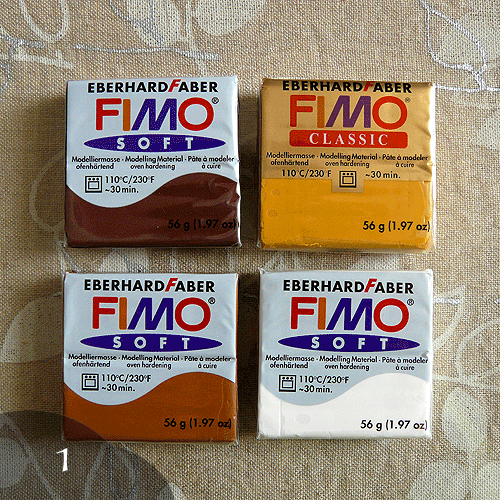 EBERHARDFABER
FIMO®
SOFT
Modelliermasse · Modelling Material · Pâte à modeler
ofenhärtend oven hardening à cuire
110°C/230°F
~30 min.
56 g (1.97 oz)
EBERHARDFABER
FIMO®
CLASSIC
Modelliermasse · Modelling Material · Pâte à modeler
ofenhärtend oven hardening à cuire
110°C/230°F ~30 min.
56 g (1.97 oz)
EBERHARDFABER
FIMO®
SOFT
Modelliermasse · Modelling Material · Pâte à modeler
ofenhärtend oven hardening à cuire
110°C/230°F
~30 min.
56 g (1.97 oz)
EBERHARDFABER
FIMO®
SOFT
Modelliermasse · Modelling Material · Pâte à modeler
ofenhärtend oven hardening à cuire
110°C/230°F
~30 min.
56 g (1.97 oz)
1